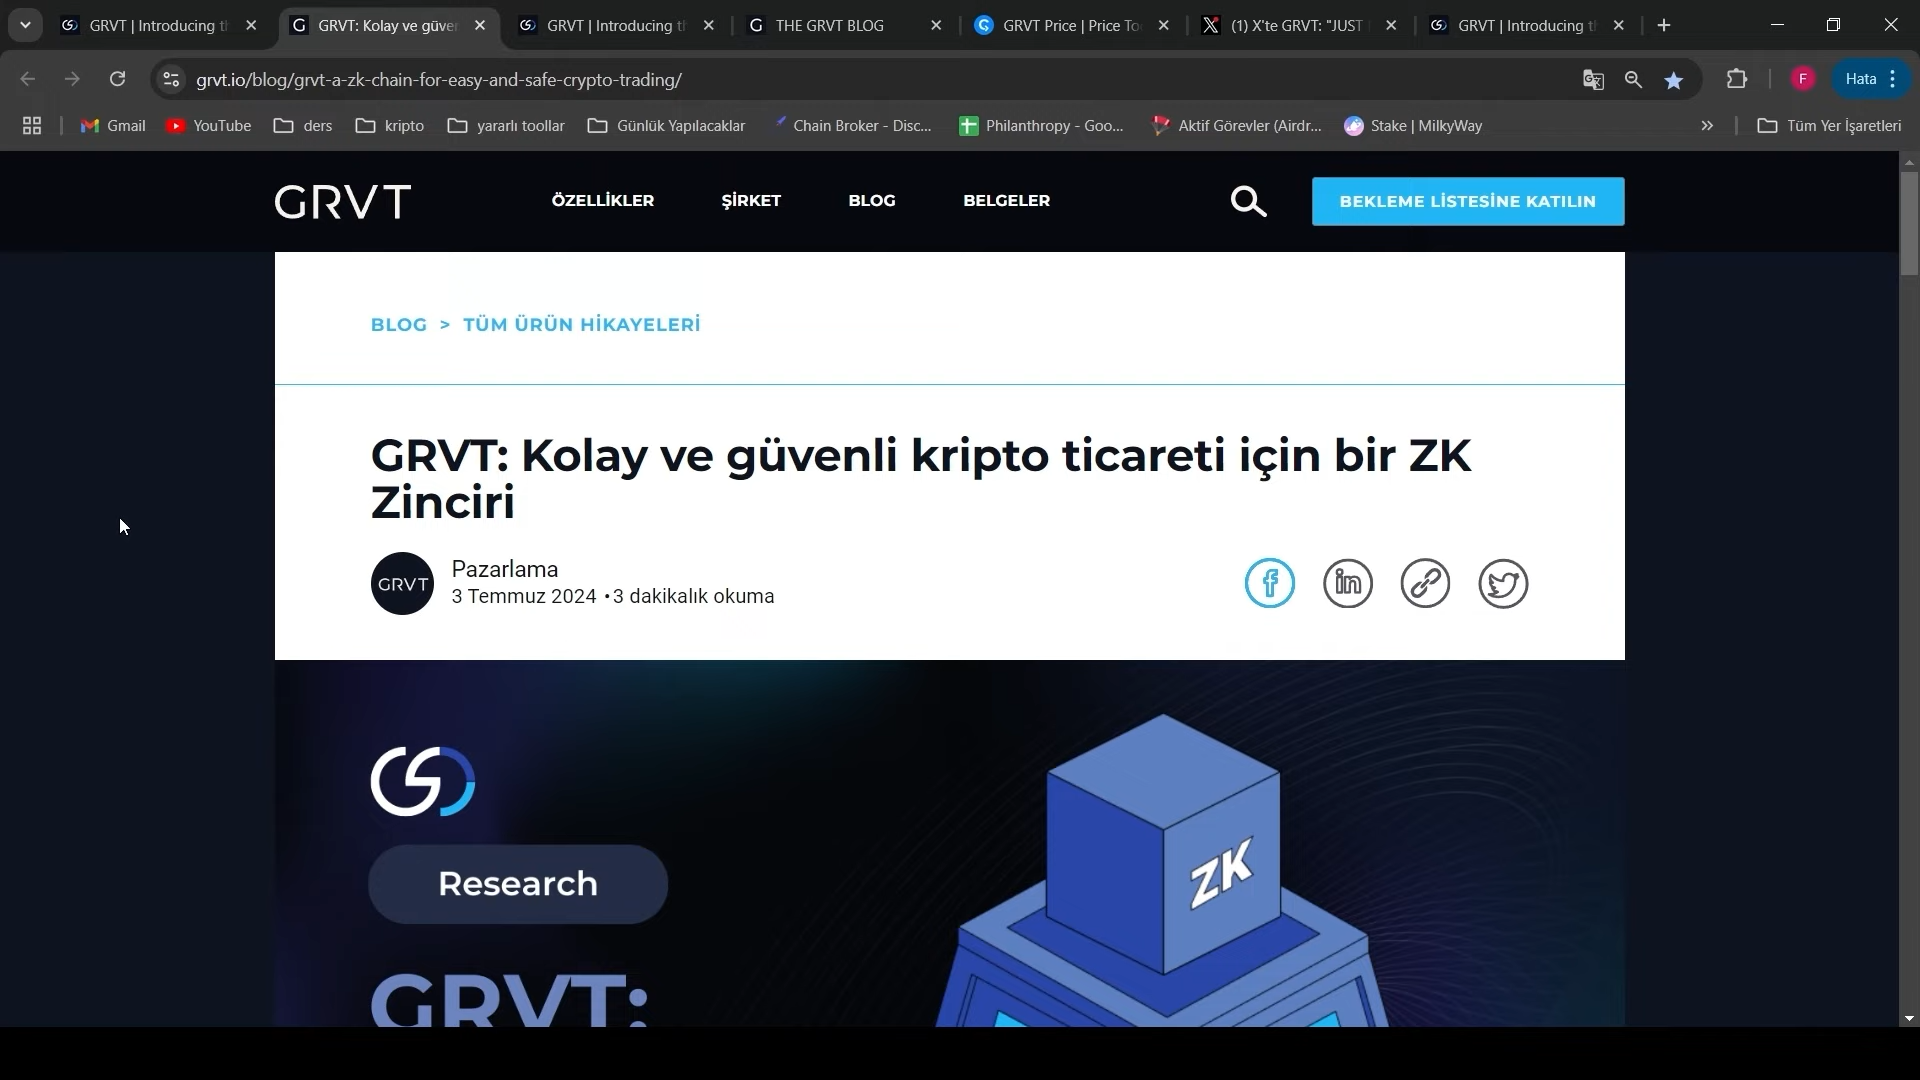 GRVT | Introducing th
GRVT: Kolay ve güven
GRVT | Introducing th
THE GRVT BLOG
GRVT Price | Price To
(1) X'te GRVT: "JUST
GRVT | Introducing th
grvt.io/blog/grvt-a-zk-chain-for-easy-and-safe-crypto-trading/
F
Hata
Gmail
YouTube
ders
kripto
yararlı toollar
Günlük Yapılacaklar
Chain Broker - Disc...
Philanthropy - Goo...
Aktif Görevler (Airdr...
Stake | MilkyWay
Tüm Yer İşaretleri
GRVT
ÖZELLİKLER
ŞİRKET
BLOG
BELGELER
BEKLEME LİSTESİNE KATILIN
BLOG > TÜM ÜRÜN HİKAYELERİ
GRVT: Kolay ve güvenli kripto ticareti için bir ZK
Zinciri
GRVT
Pazarlama
3 Temmuz 2024 •3 dakikalık okuma
ZK
Research
GRVT: